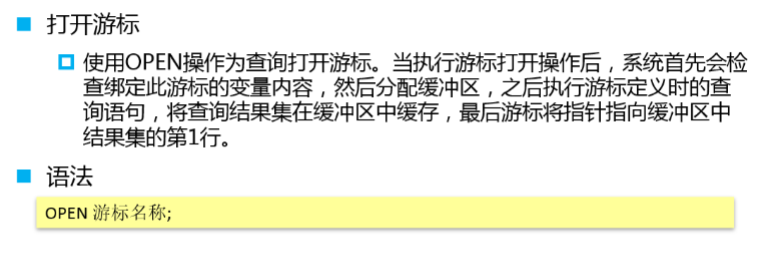 打开游标
使用OPEN操作为查询打开游标。当执行游标打开操作后，系统首先会检
查绑定此游标的变量内容，然后分配缓冲区，之后执行游标定义时的查
询语句，将查询结果集在缓冲区中缓存，最后游标将指针指向缓冲区中
结果集的第1行。
语法
OPEN 游标名称;